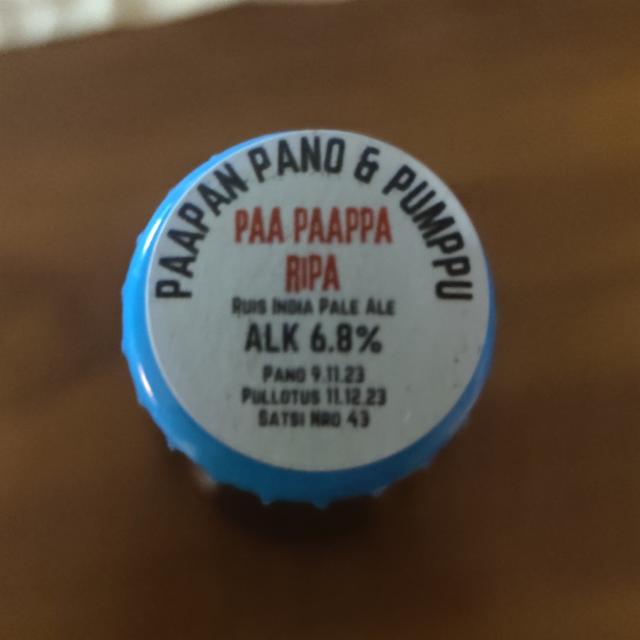 PAAPAN PANO & PUMPPU
PAA PAAPPA
RIPA
RUIS INDIA PALE ALE
ALK 6.8%
PANO 9.11.23
PULLOTUS 11.12.23
SATSI NRO 43